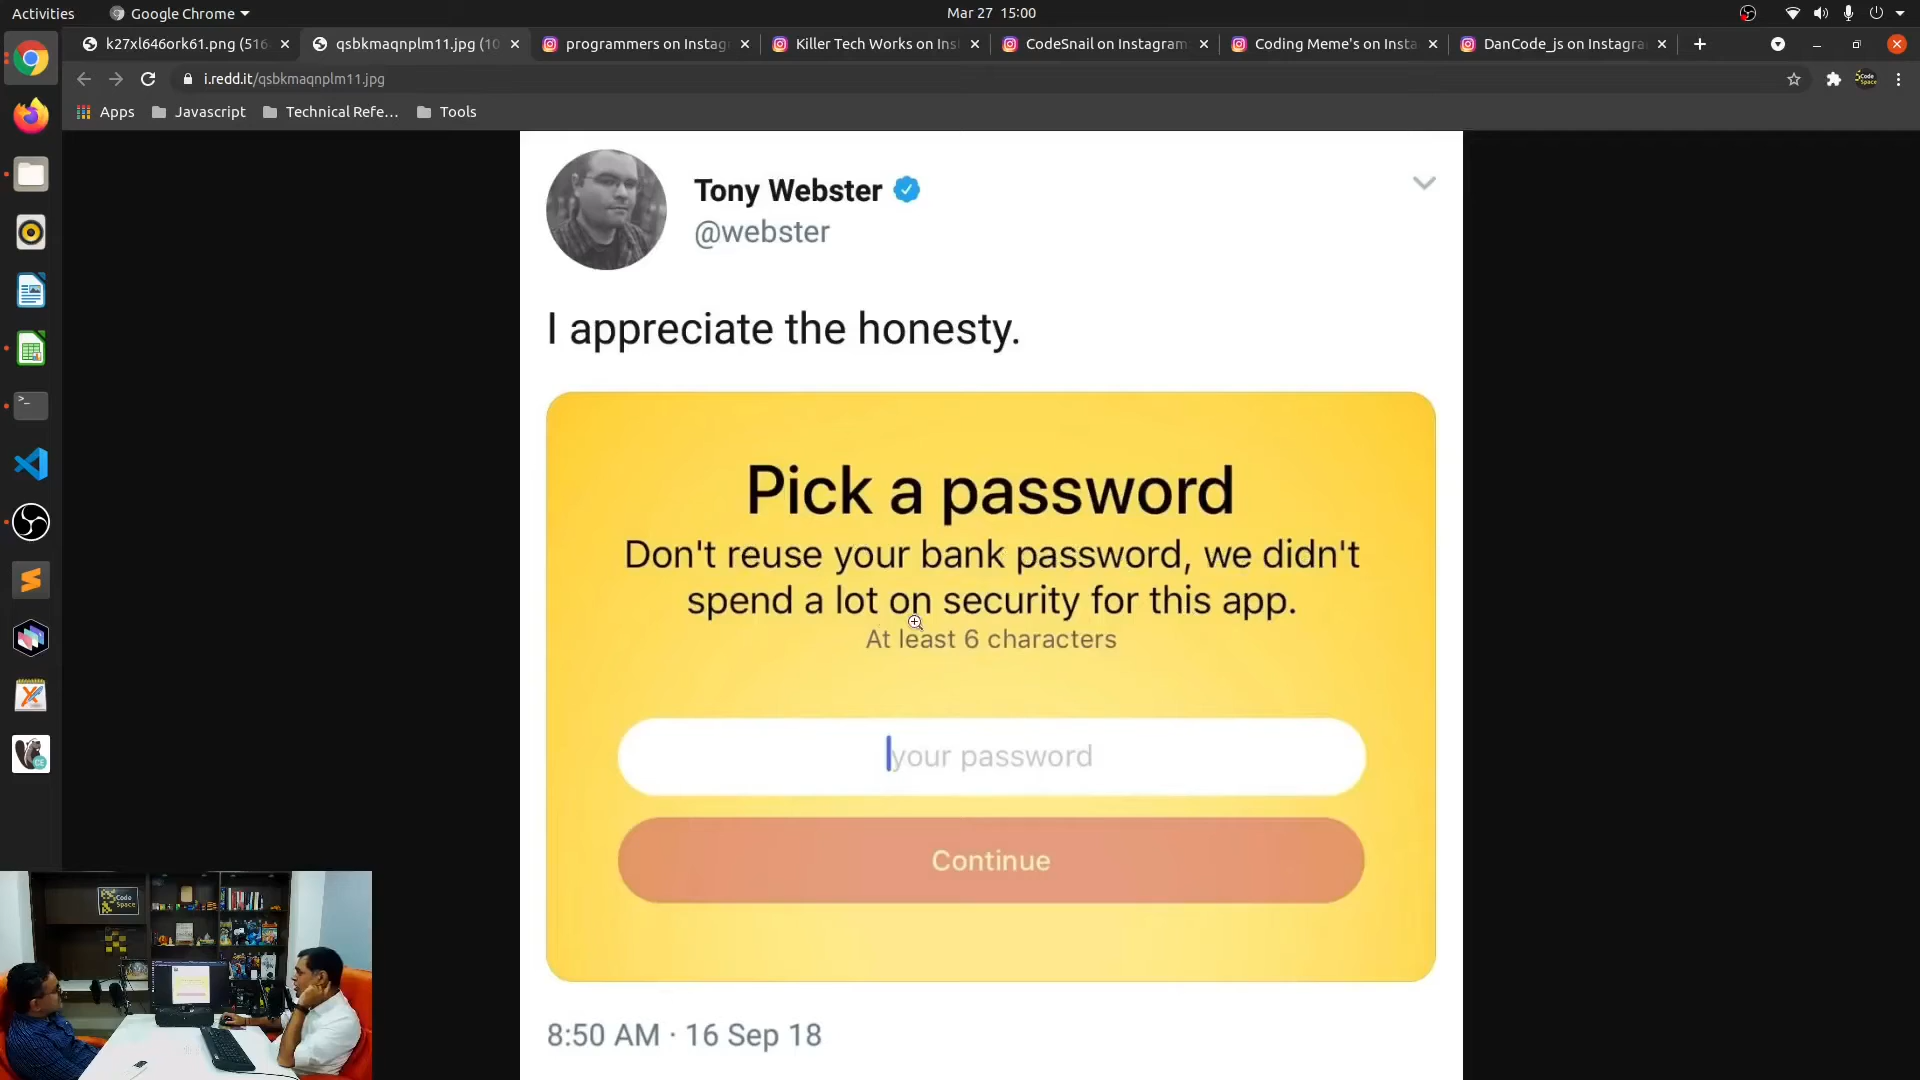 Activities
Google Chrome
Mar 27 15:00
k27xl646ork61.png (516
qsbkmaqnplm11.jpg (10
programmers on Instag
Killer Tech Works on Ins
CodeSnail on Instagram
Coding Meme's on Insta
DanCode_js on Instagra
i.redd.it/qsbkmaqnplm11.jpg
Apps
Javascript
Technical Refe...
Tools
Tony Webster
@webster
I appreciate the honesty.
Pick a password
Don't reuse your bank password, we didn't
spend a lot on security for this app.
At least 6 characters
your password
Continue
8:50 AM · 16 Sep 18
Code
Space